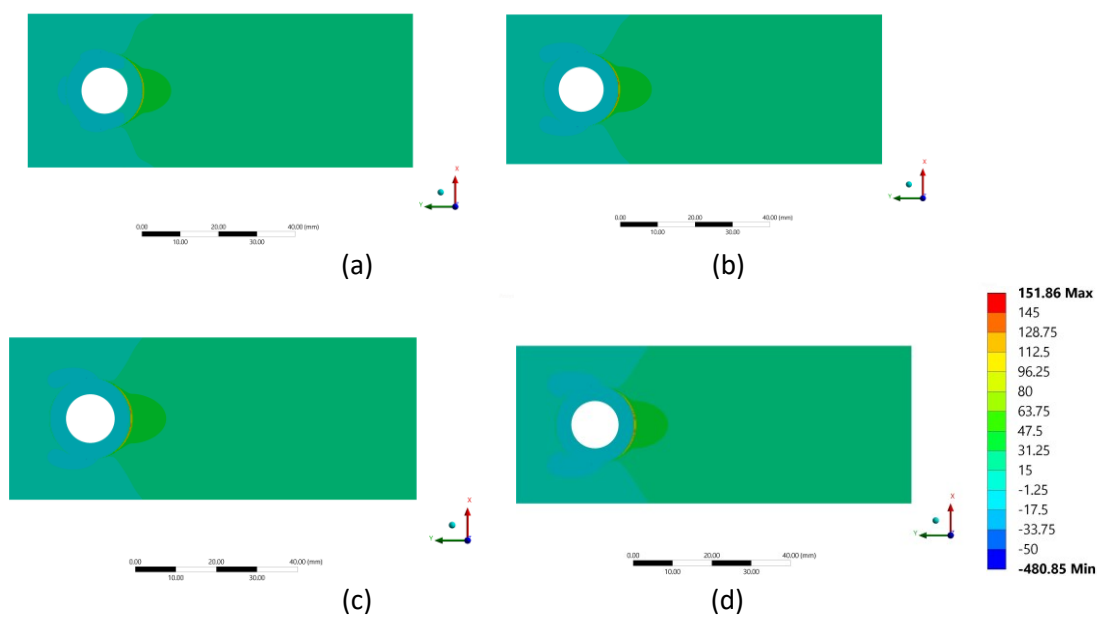 X
Y
0.00 20.00 40.00 (mm)
10.00 30.00
(a)
X
Y
0.00 20.00 40.00 (mm)
10.00 30.00
(b)
X
Y
0.00 20.00 40.00 (mm)
10.00 30.00
(c)
X
Y
0.00 20.00 40.00 (mm)
10.00 30.00
(d)
151.86 Max
145
128.75
112.5
96.25
80
63.75
47.5
31.25
15
-1.25
-17.5
-33.75
-50
-480.85 Min